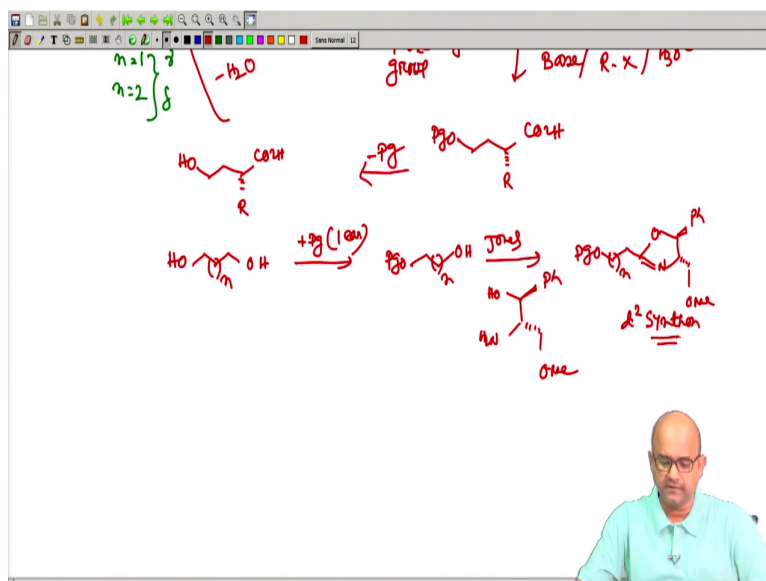 Sans Normal 12
n=1 } γ
n=2 } δ
-H2O
group
Base / R-X / H3O
HO CO2H
R
-Pg
PgO CO2H
R
HO ( )n OH
+Pg (1 eqv)
PgO ( )n OH
Jones
HO Ph
H2N
OMe
PgO ( )n O N Ph
OMe
d2 Synthon